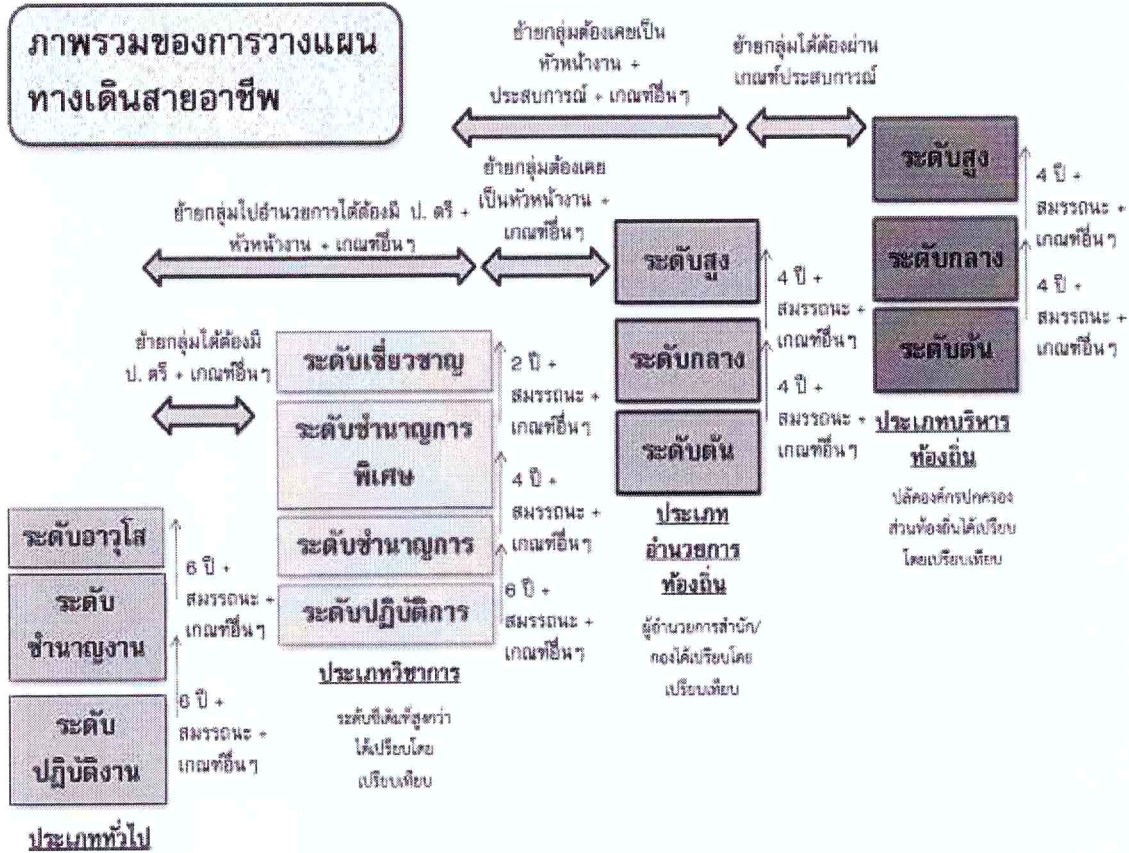 ภาพรวมของการวางแผน
ทางเดินสายอาชีพ
ย้ายกลุ่มต้องเคยเป็น
หัวหน้างาน +
ประสบการณ์ + เกณฑ์อื่นๆ
ย้ายกลุ่มได้ต้องผ่าน
เกณฑ์ประสบการณ์
ย้ายกลุ่มต้องเคย
เป็นหัวหน้างาน +
เกณฑ์อื่นๆ
ย้ายกลุ่มไปอำนวยการได้ต้องมี ป. ตรี +
หัวหน้างาน + เกณฑ์อื่นๆ
ย้ายกลุ่มได้ต้องมี
ป. ตรี + เกณฑ์อื่นๆ
ระดับอาวุโส
ระดับ
ชำนาญงาน
ระดับ
ปฏิบัติงาน
6 ปี +
สมรรถนะ +
เกณฑ์อื่นๆ
6 ปี +
สมรรถนะ +
เกณฑ์อื่นๆ
ประเภททั่วไป
ระดับเชี่ยวชาญ
ระดับชำนาญการ
พิเศษ
ระดับชำนาญการ
ระดับปฏิบัติการ
2 ปี +
สมรรถนะ +
เกณฑ์อื่นๆ
4 ปี +
สมรรถนะ +
เกณฑ์อื่นๆ
6 ปี +
สมรรถนะ +
เกณฑ์อื่นๆ
ประเภทวิชาการ
ระดับซีเดิมที่สูงกว่า
ได้เปรียบโดย
เปรียบเทียบ
ระดับสูง
ระดับกลาง
ระดับต้น
4 ปี +
สมรรถนะ +
เกณฑ์อื่นๆ
4 ปี +
สมรรถนะ +
เกณฑ์อื่นๆ
ประเภท
อำนวยการ
ท้องถิ่น
ผู้อำนวยการสำนัก/
กองได้เปรียบโดย
เปรียบเทียบ
ระดับสูง
ระดับกลาง
ระดับต้น
4 ปี +
สมรรถนะ +
เกณฑ์อื่นๆ
4 ปี +
สมรรถนะ +
เกณฑ์อื่นๆ
ประเภทบริหาร
ท้องถิ่น
ปลัดองค์กรปกครอง
ส่วนท้องถิ่นได้เปรียบ
โดยเปรียบเทียบ